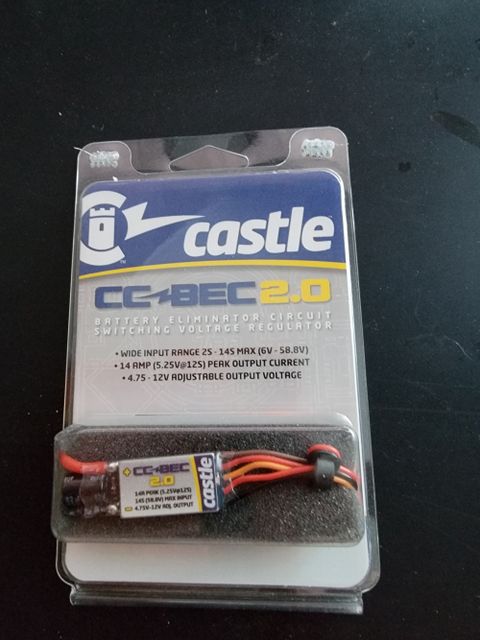 castle
CC BEC 2.0
BATTERY ELIMINATOR CIRCUIT
SWITCHING VOLTAGE REGULATOR
• WIDE INPUT RANGE 2S - 14S MAX (6V - 58.8V)
• 14 AMP (5.25V@12S) PEAK OUTPUT CURRENT
• 4.75 - 12V ADJUSTABLE OUTPUT VOLTAGE
+ CC BEC
2.0
14A PEAK (5.25V@12S)
14S (58.8V) MAX INPUT
4.75V-12V ADJ. OUTPUT
castle